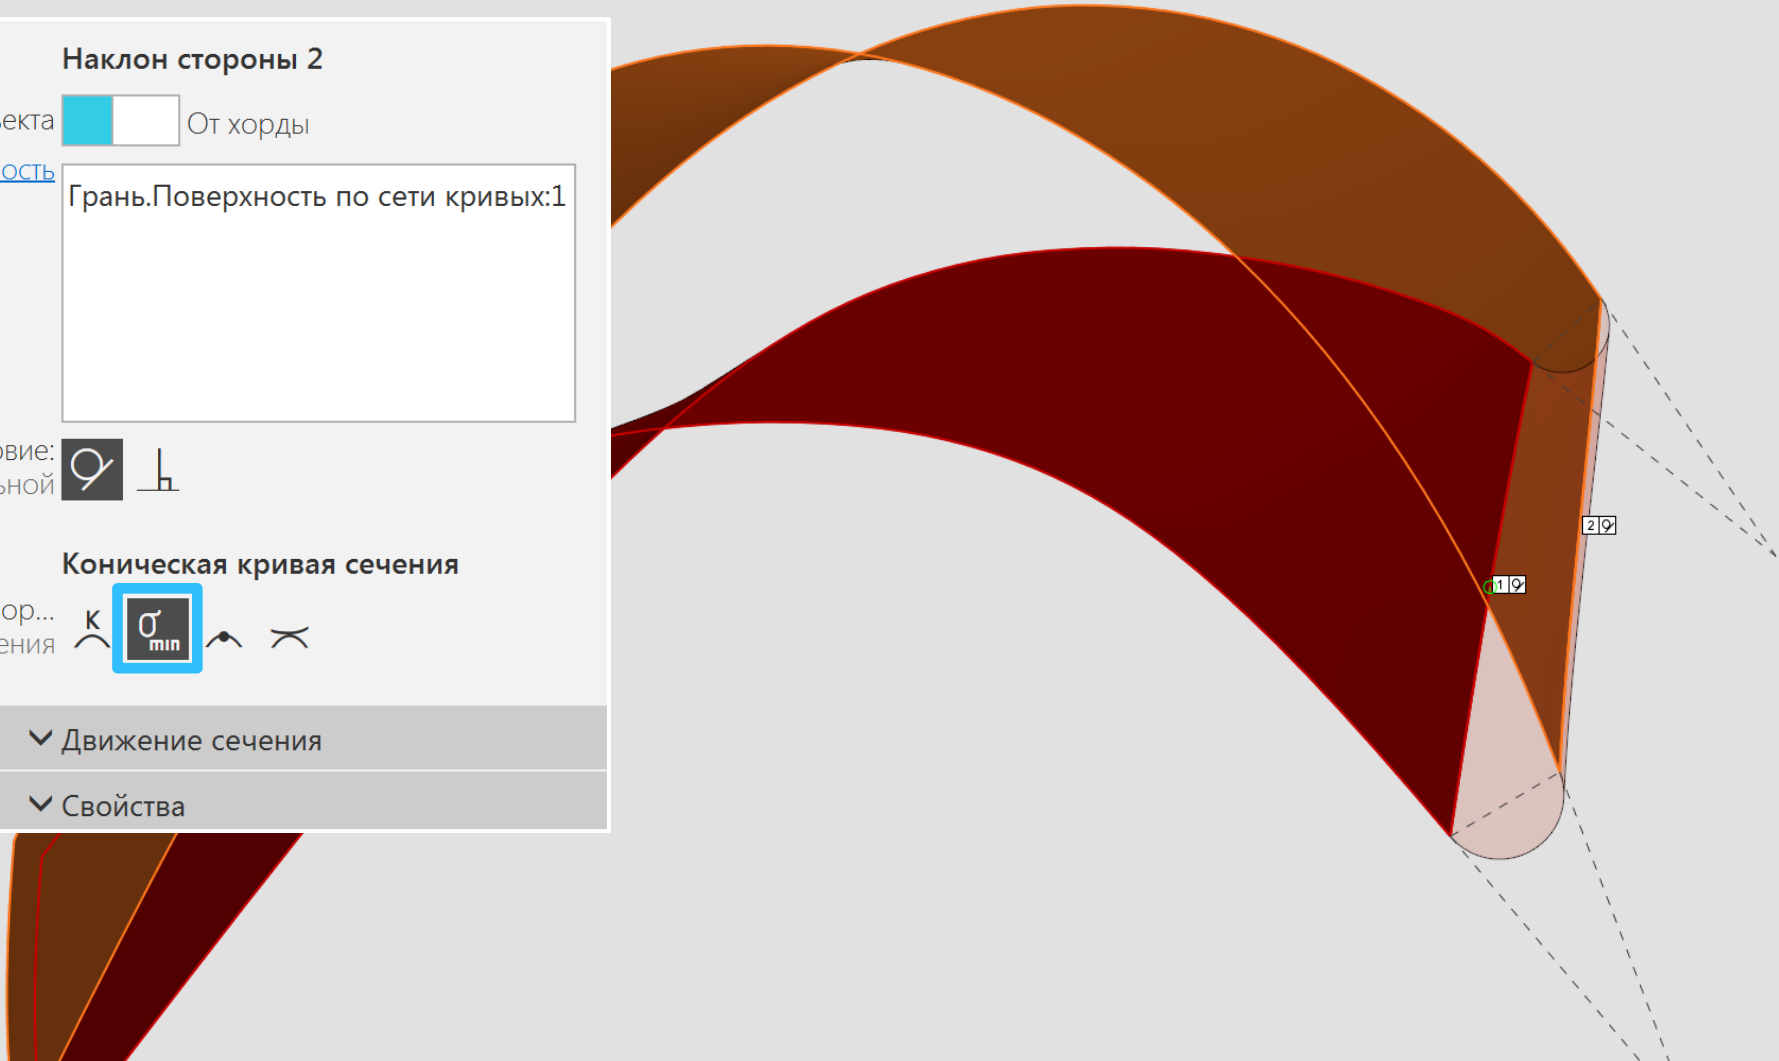 Наклон стороны 2
екта
От хорды
ость
Грань.Поверхность по сети кривых:1
овие:
ьной
Коническая кривая сечения
ор...
ения
K
σ
min
Движение сечения
Свойства
2
1